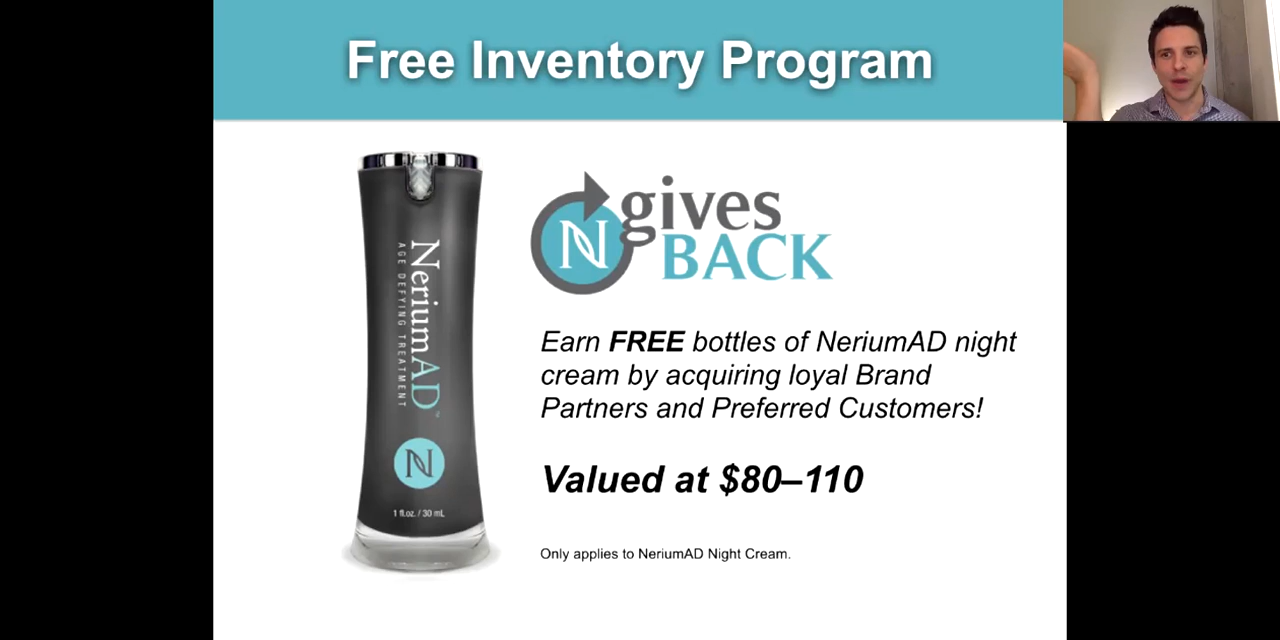 Free Inventory Program
NeriumAD™
AGE DEFYING TREATMENT
N
1 fl.oz. / 30 mL
N gives
BACK
Earn FREE bottles of NeriumAD night
cream by acquiring loyal Brand
Partners and Preferred Customers!
Valued at $80–110
Only applies to NeriumAD Night Cream.